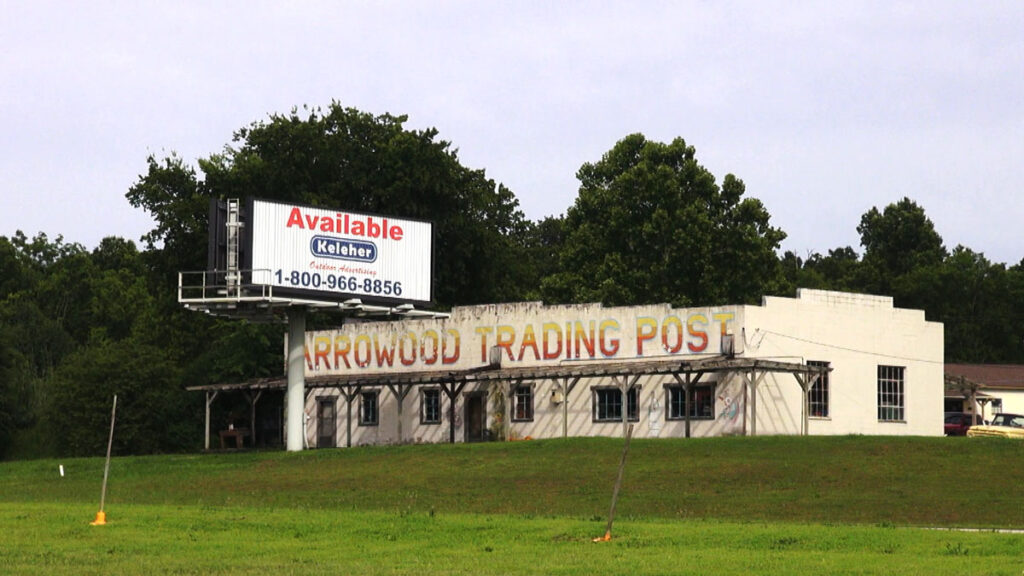 Available
Keleher
Outdoor Advertising
1-800-966-8856
ARROWOOD TRADING POST